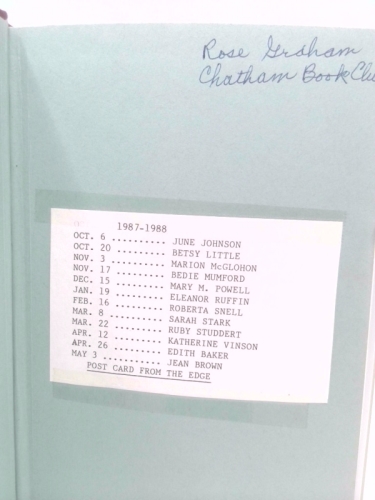 Rose Graham
Chatham Book Clu
1987-1988
OCT. 6 .......... JUNE JOHNSON
OCT. 20 .......... BETSY LITTLE
NOV. 3 .......... MARION McGLOHON
NOV. 17 .......... BEDIE MUMFORD
DEC. 15 .......... MARY M. POWELL
JAN. 19 .......... ELEANOR RUFFIN
FEB. 16 .......... ROBERTA SNELL
MAR. 8 .......... SARAH STARK
MAR. 22 .......... RUBY STUDDERT
APR. 12 .......... KATHERINE VINSON
APR. 26 .......... EDITH BAKER
MAY 3 ........... JEAN BROWN
POST CARD FROM THE EDGE